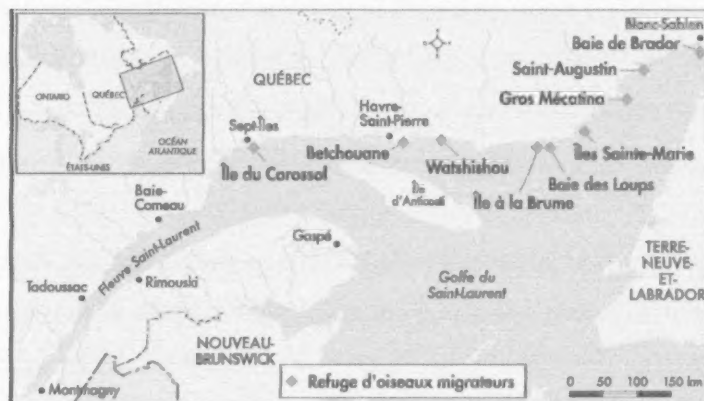 Blanc-Sablon
Baie de Brador
QUÉBEC
Saint-Augustin
ONTARIO
QUÉBEC
Gros Mécatina
Havre-
Saint-Pierre
Sept-Îles
OCÉAN
ATLANTIQUE
Betchouane
Watshishou
Îles Sainte-Marie
ÉTATS-UNIS
Île du Corossol
Baie des Loups
Île
d'Anticosti
Île à la Brume
Baie-
Comeau
Gaspé
TERRE-
NEUVE-
ET-
LABRADOR
Fleuve Saint-Laurent
Golfe du
Saint-Laurent
Tadoussac
Rimouski
NOUVEAU-
BRUNSWICK
Montmagny
Refuge d'oiseaux migrateurs
0 50 100 150 km